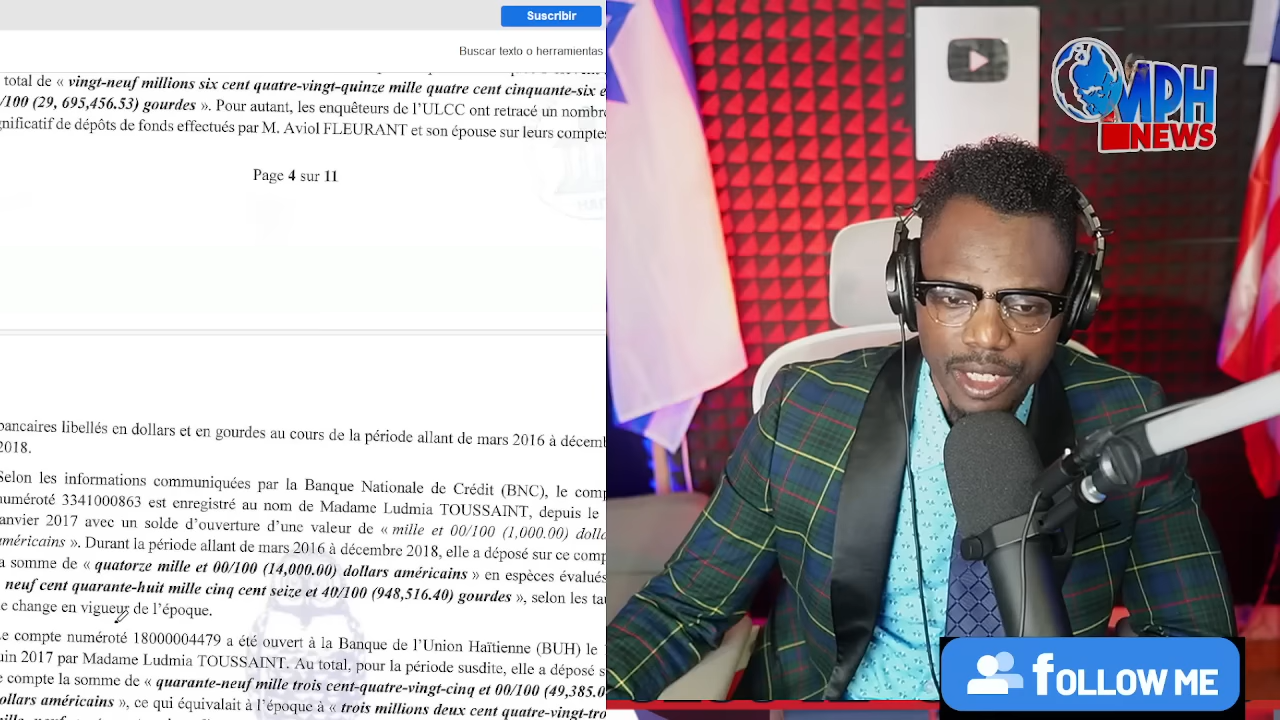 Suscribir
Buscar texto o herramientas
total de « vingt-neuf millions six cent quatre-vingt-quinze mille quatre cent cinquante-six e
/100 (29, 695,456.53) gourdes ». Pour autant, les enquêteurs de l'ULCC ont retracé un nombre
gnificatif de dépôts de fonds effectués par M. Aviol FLEURANT et son épouse sur leurs comptes
Page 4 sur 11
bancaires libellés en dollars et en gourdes au cours de la période allant de mars 2016 à décemb
2018.
Selon les informations communiquées par la Banque Nationale de Crédit (BNC), le comp
numéroté 3341000863 est enregistré au nom de Madame Ludmia TOUSSAINT, depuis le
anvier 2017 avec un solde d'ouverture d'une valeur de « mille et 00/100 (1,000.00) dolla
américains ». Durant la période allant de mars 2016 à décembre 2018, elle a déposé sur ce comp
a somme de « quatorze mille et 00/100 (14,000.00) dollars américains » en espèces évalués
neuf cent quarante-huit mille cinq cent seize et 40/100 (948,516.40) gourdes », selon les tau
e change en vigueur de l'époque.
Le compte numéroté 18000004479 a été ouvert à la Banque de l'Union Haïtienne (BUH) le
uin 2017 par Madame Ludmia TOUSSAINT. Au total, pour la période susdite, elle a déposé s
e compte la somme de « quarante-neuf mille trois cent-quatre-vingt-cinq et 00/100 (49,385.0
ollars américains », ce qui équivalait à l'époque à « trois millions deux cent quatre-vingt-tro
MPH
NEWS
FOLLOW ME